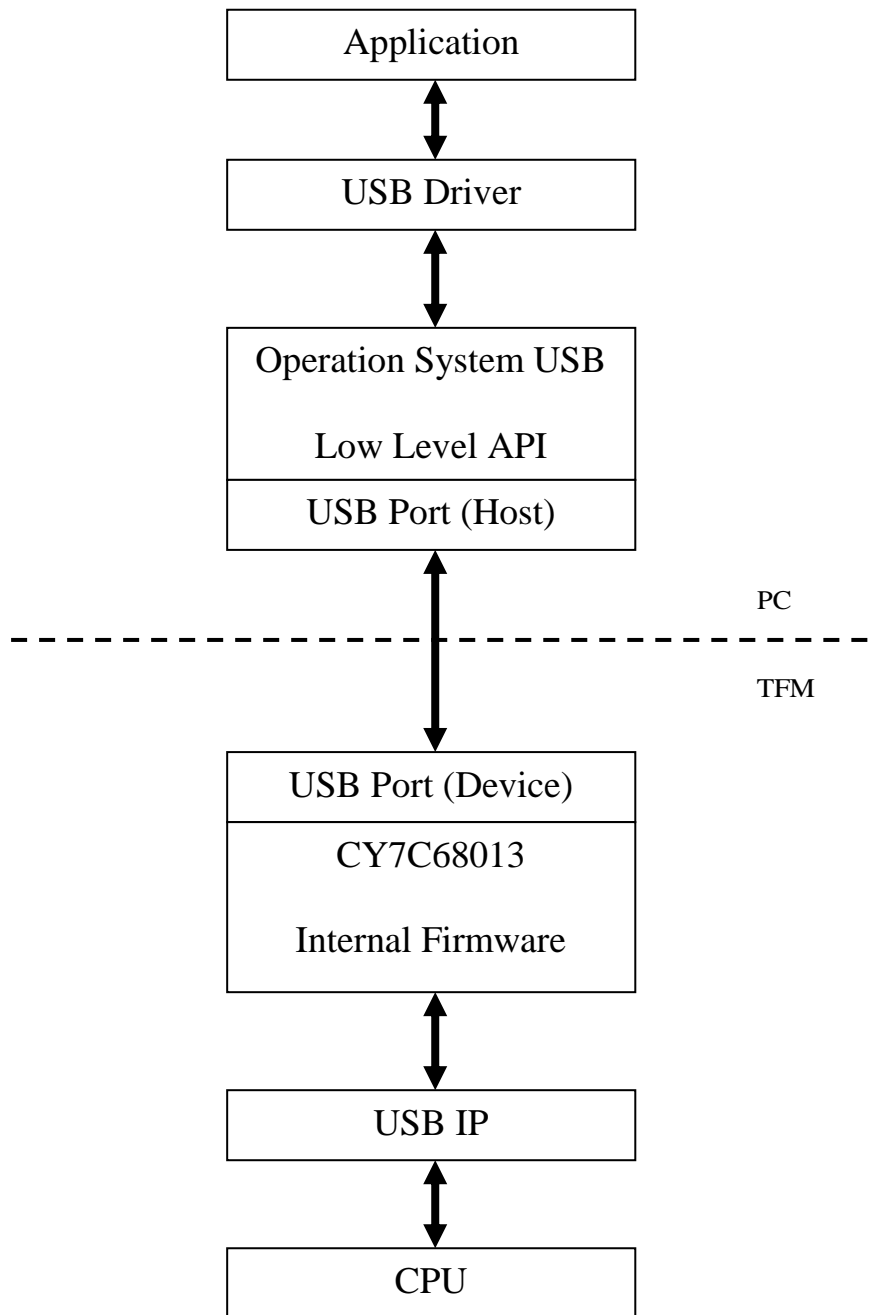 Application
USB Driver
Operation System USB
Low Level API
USB Port (Host)
PC
TFM
USB Port (Device)
CY7C68013
Internal Firmware
USB IP
CPU